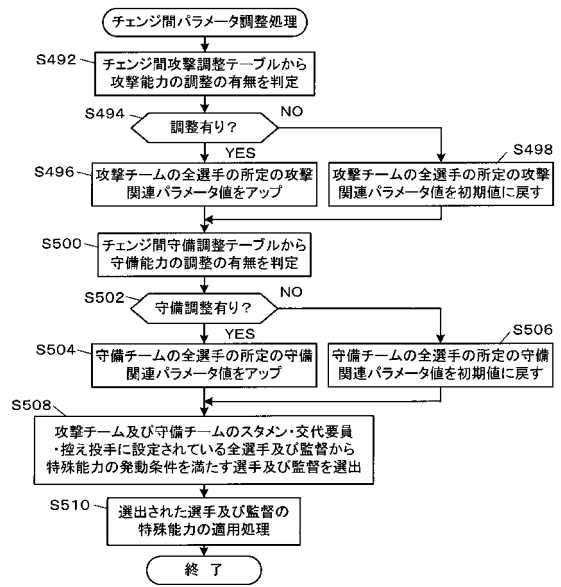 チェンジ間パラメータ調整処理
S492
チェンジ間攻撃調整テーブルから
攻撃能力の調整の有無を判定
S494
調整有り?
NO
YES
S496
攻撃チームの全選手の所定の攻撃
関連パラメータ値をアップ
S498
攻撃チームの全選手の所定の攻撃
関連パラメータ値を初期値に戻す
S500
チェンジ間守備調整テーブルから
守備能力の調整の有無を判定
S502
守備調整有り?
NO
YES
S504
守備チームの全選手の所定の守備
関連パラメータ値をアップ
S506
守備チームの全選手の所定の守備
関連パラメータ値を初期値に戻す
S508
攻撃チーム及び守備チームのスタメン・交代要員
・控え投手に設定されている全選手及び監督から
特殊能力の発動条件を満たす選手及び監督を選出
S510
選出された選手及び監督の
特殊能力の適用処理
終 了